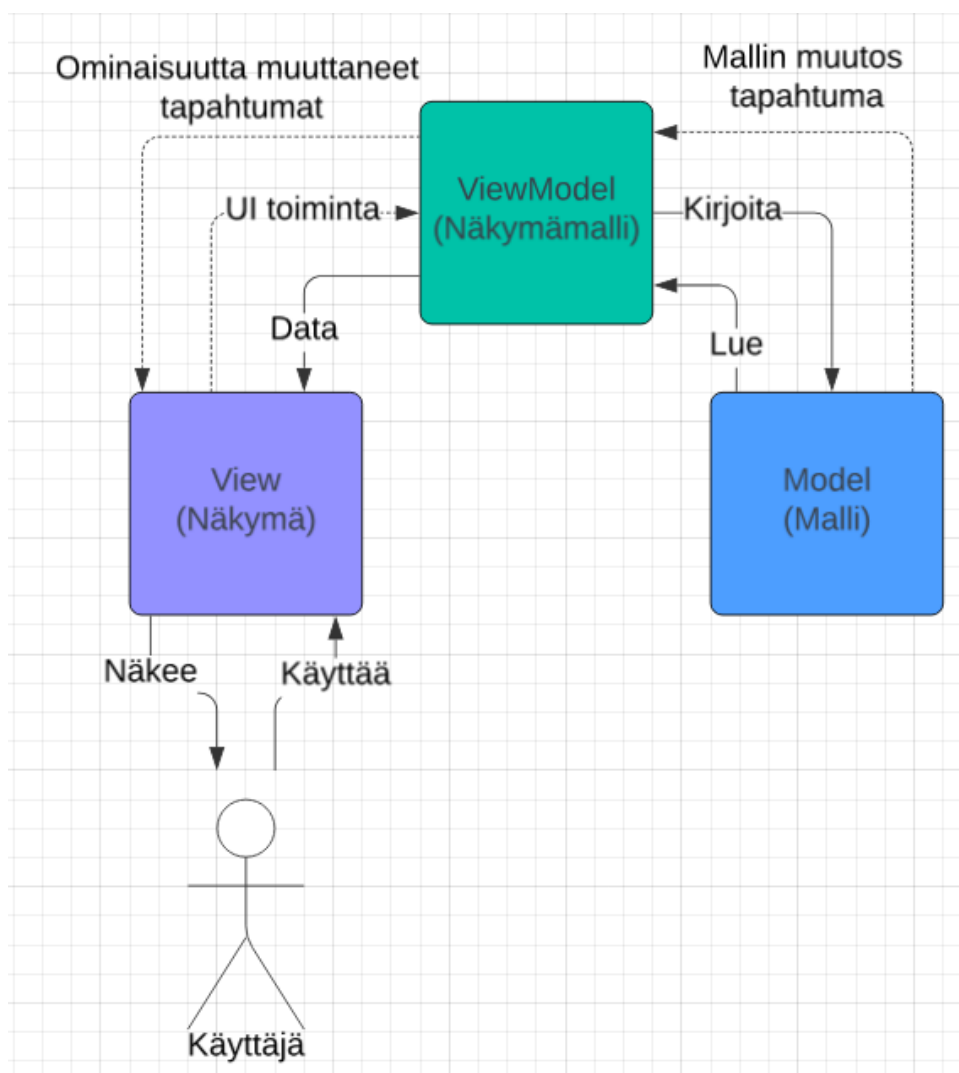 Ominaisuutta muuttaneet
tapahtumat
Mallin muutos
tapahtuma
ViewModel
(Näkymämalli)
UI toiminta
Kirjoita
Data
Lue
View
(Näkymä)
Model
(Malli)
Näkee
Käyttää
Käyttäjä